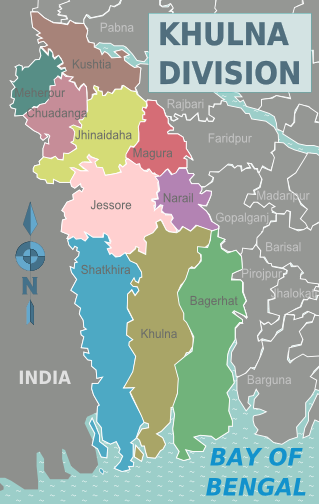 KHULNA
DIVISION
Pabna
Kushtia
Meherpur
Chuadanga
Rajbari
Jhinaidaha
Faridpur
Magura
Madanpur
Narail
Jessore
Gopalganj
Barisal
Shatkhira
Pirojpur
Bagerhat
Jhalokati
N
Khulna
INDIA
Barguna
BAY OF
BENGAL